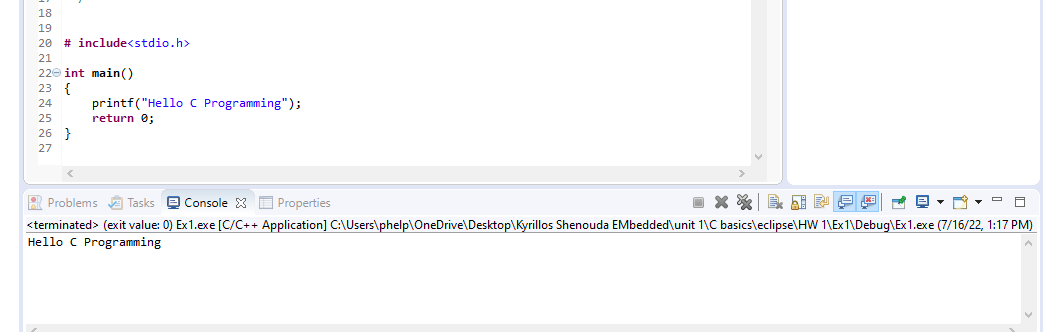 18
19
20 # include<stdio.h>
21
22 int main()
23 {
24 printf("Hello C Programming");
25 return 0;
26 }
27
Problems Tasks Console Properties
<terminated> (exit value: 0) Ex1.exe [C/C++ Application] C:\Users\phelp\OneDrive\Desktop\Kyrillos Shenouda EMbedded\unit 1\C basics\eclipse\HW 1\Ex1\Debug\Ex1.exe (7/16/22, 1:17 PM)
Hello C Programming